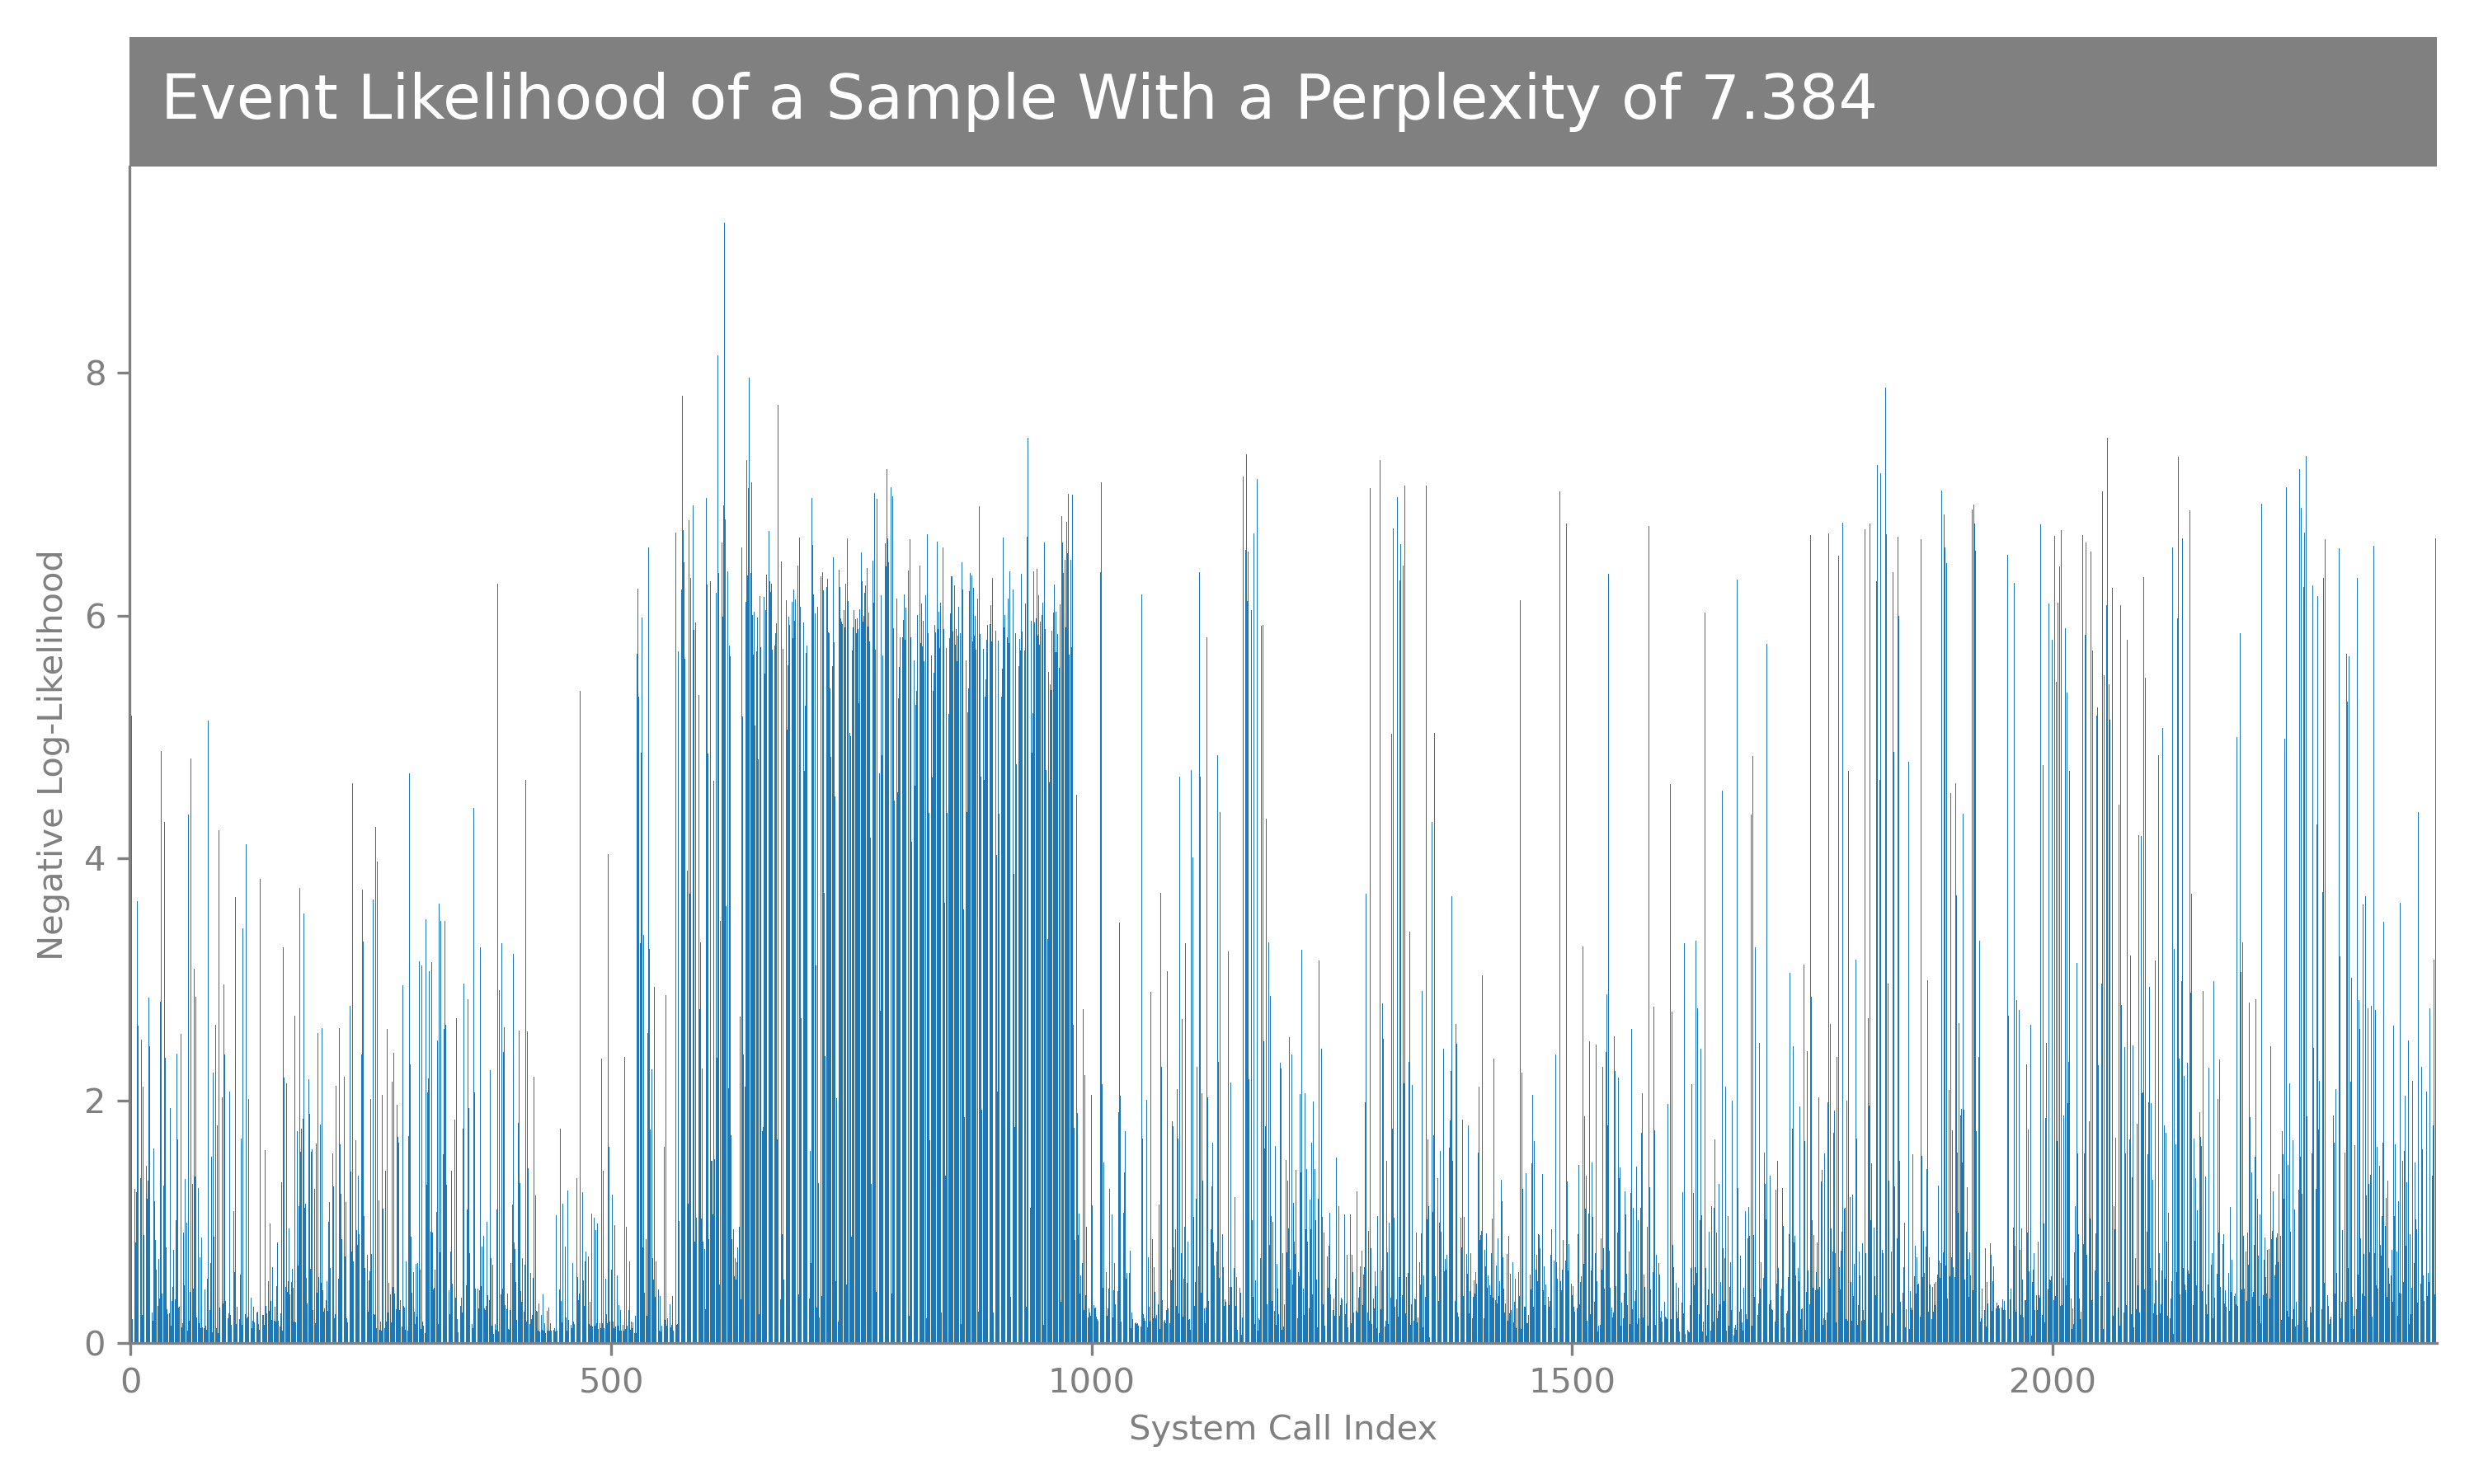 Event Likelihood of a Sample With a Perplexity of 7.384
8
6
4
2
0
Negative Log-Likelihood
0 500 1000 1500 2000
System Call Index